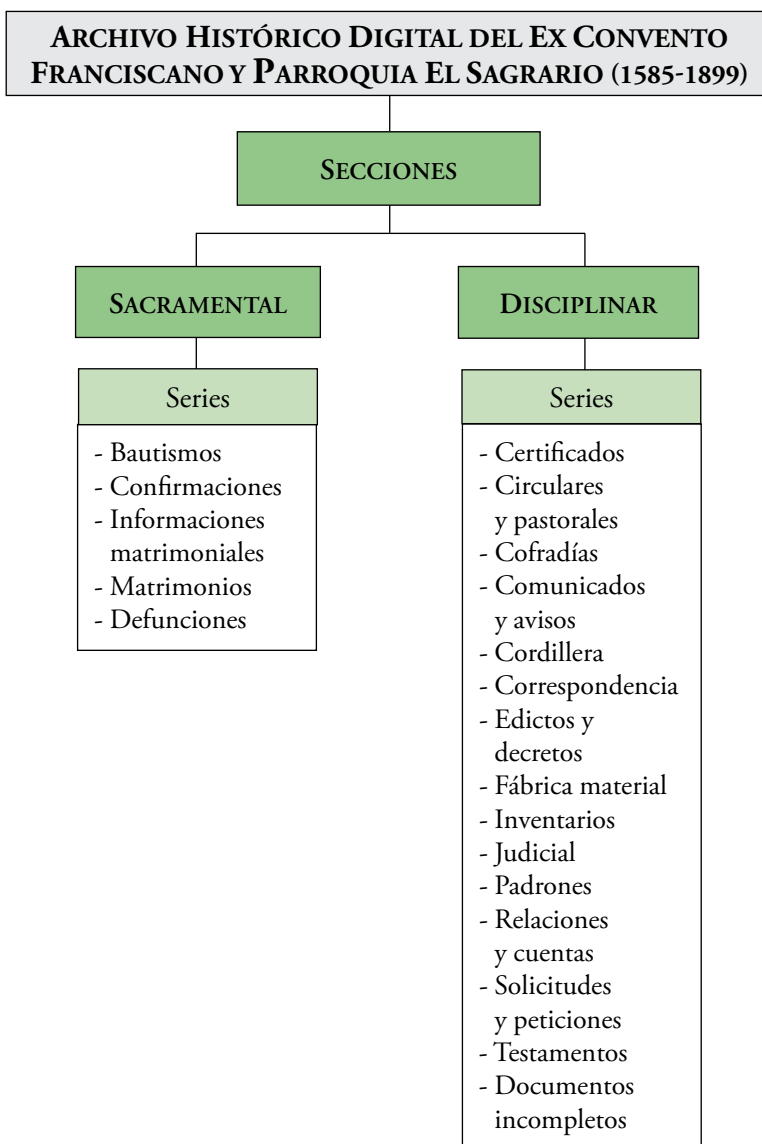 ARCHIVO HISTÓRICO DIGITAL DEL EX CONVENTO
FRANCISCANO Y PARROQUIA EL SAGRARIO (1585-1899)
SECCIONES
SACRAMENTAL
Series
- Bautismos
- Confirmaciones
- Informaciones
matrimoniales
- Matrimonios
- Defunciones
DISCIPLINAR
Series
- Certificados
- Circulares
y pastorales
- Cofradías
- Comunicados
y avisos
- Cordillera
- Correspondencia
- Edictos y
decretos
- Fábrica material
- Inventarios
- Judicial
- Padrones
- Relaciones
y cuentas
- Solicitudes
y peticiones
- Testamentos
- Documentos
incompletos